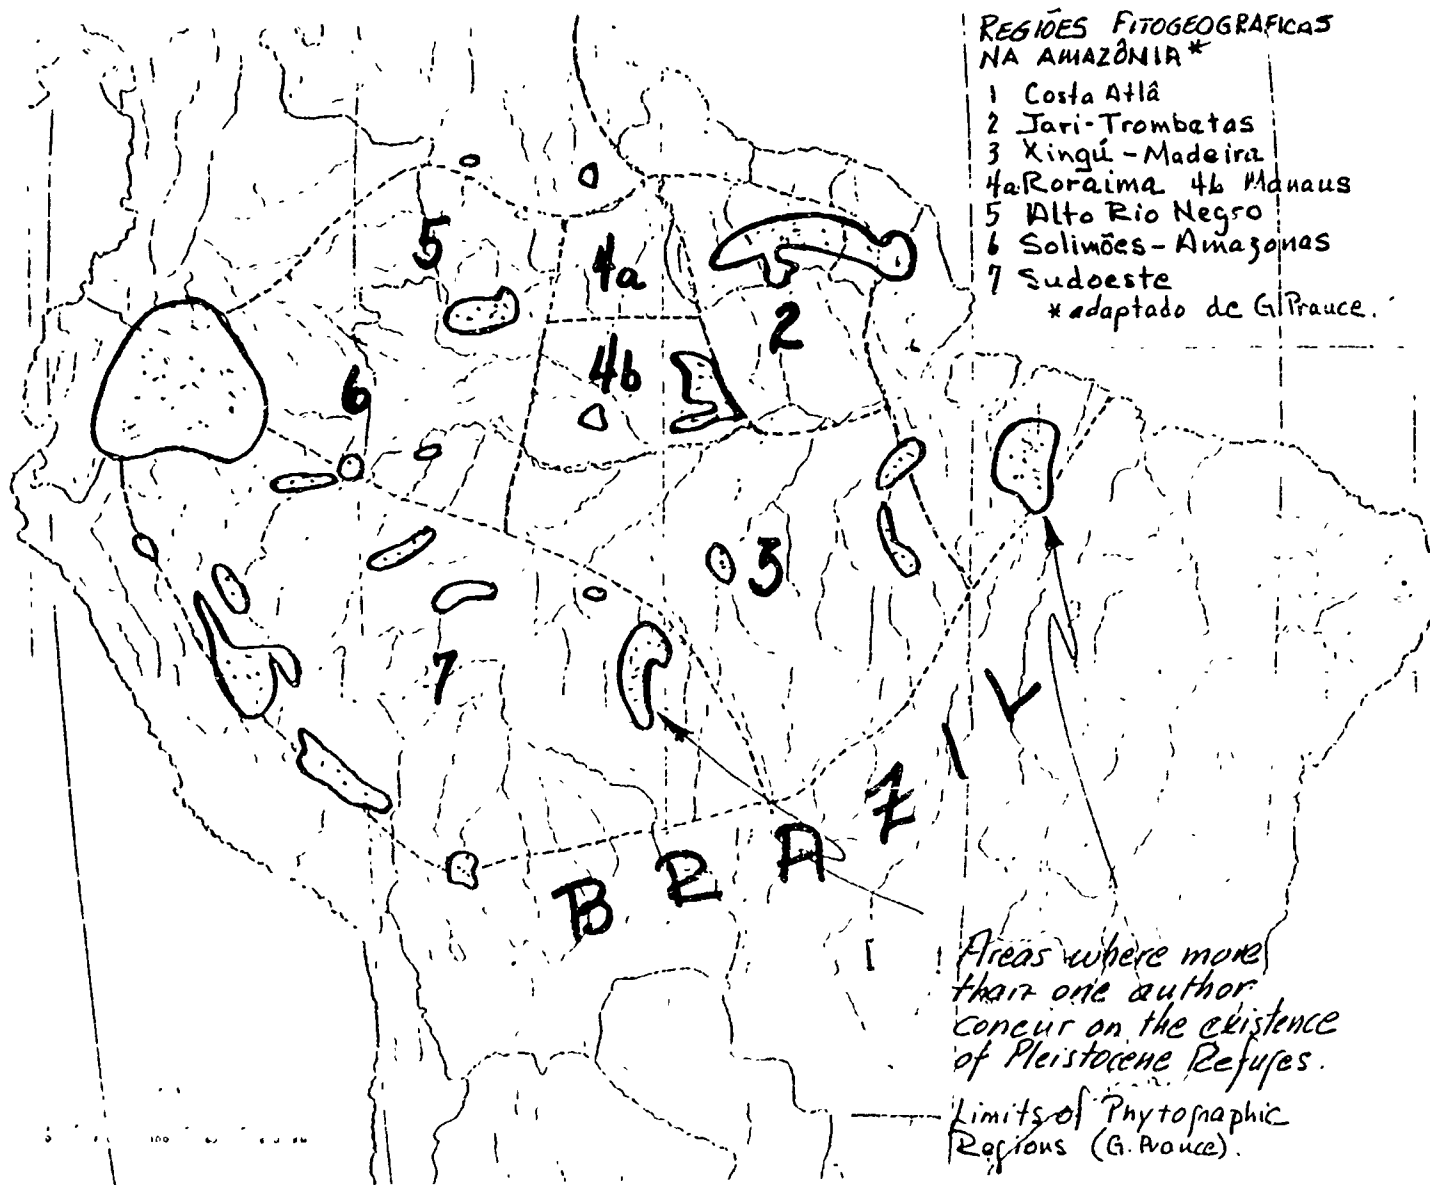 REGIÕES FITOGEOGRAFICAS
NA AMAZÔNIA*
1 Costa Atlâ
2 Jari-Trombetas
3 Xingú - Madeira
4a Roraima 4b Manaus
5 Alto Rio Negro
6 Solimões - Amazonas
7 Sudoeste
* adaptado de G. Prance.
5
4a
2
4b
6
3
7
B R A Z I L
Areas where more
than one author
concur on the existence
of Pleistocene Refuges.
Limits of Phytographic
Regions (G. Prance).